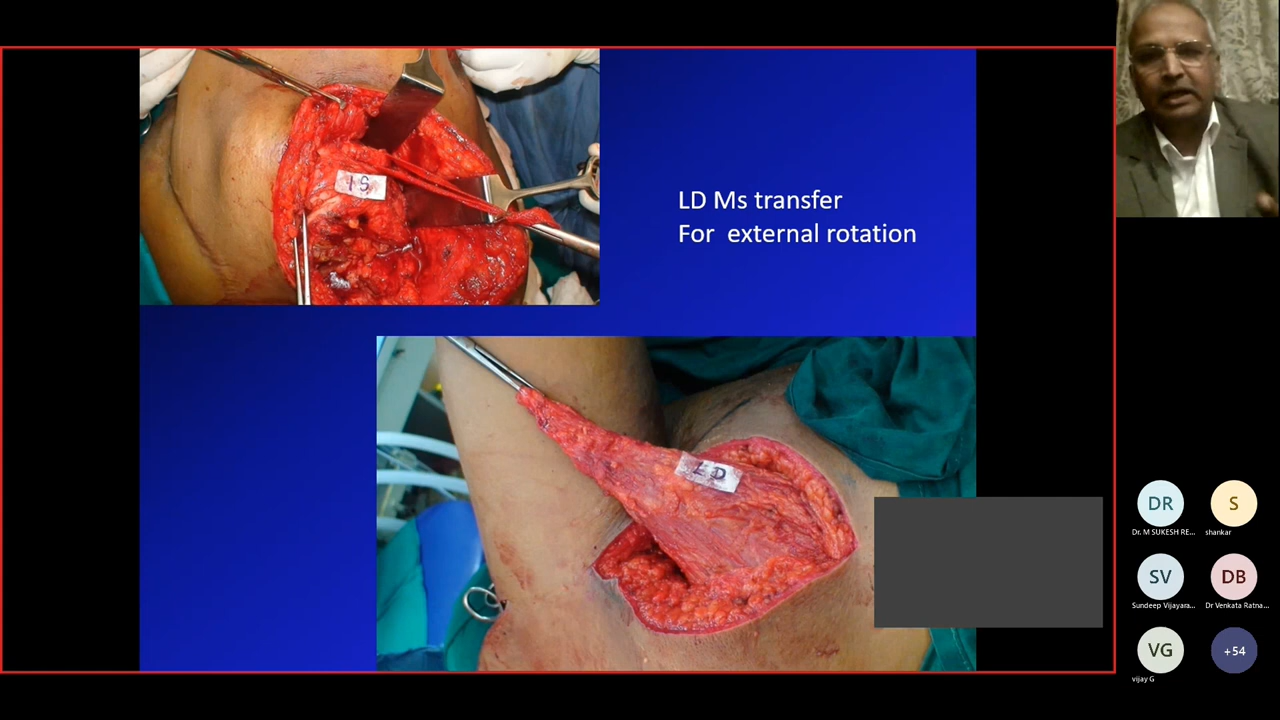 IS
LD Ms transfer
For external rotation
LD
DR
S
Dr. M SUKESH RE...
shankar
SV
DB
Sundeep Vijayara...
Dr Venkata Ratna...
VG
+54
vijay G